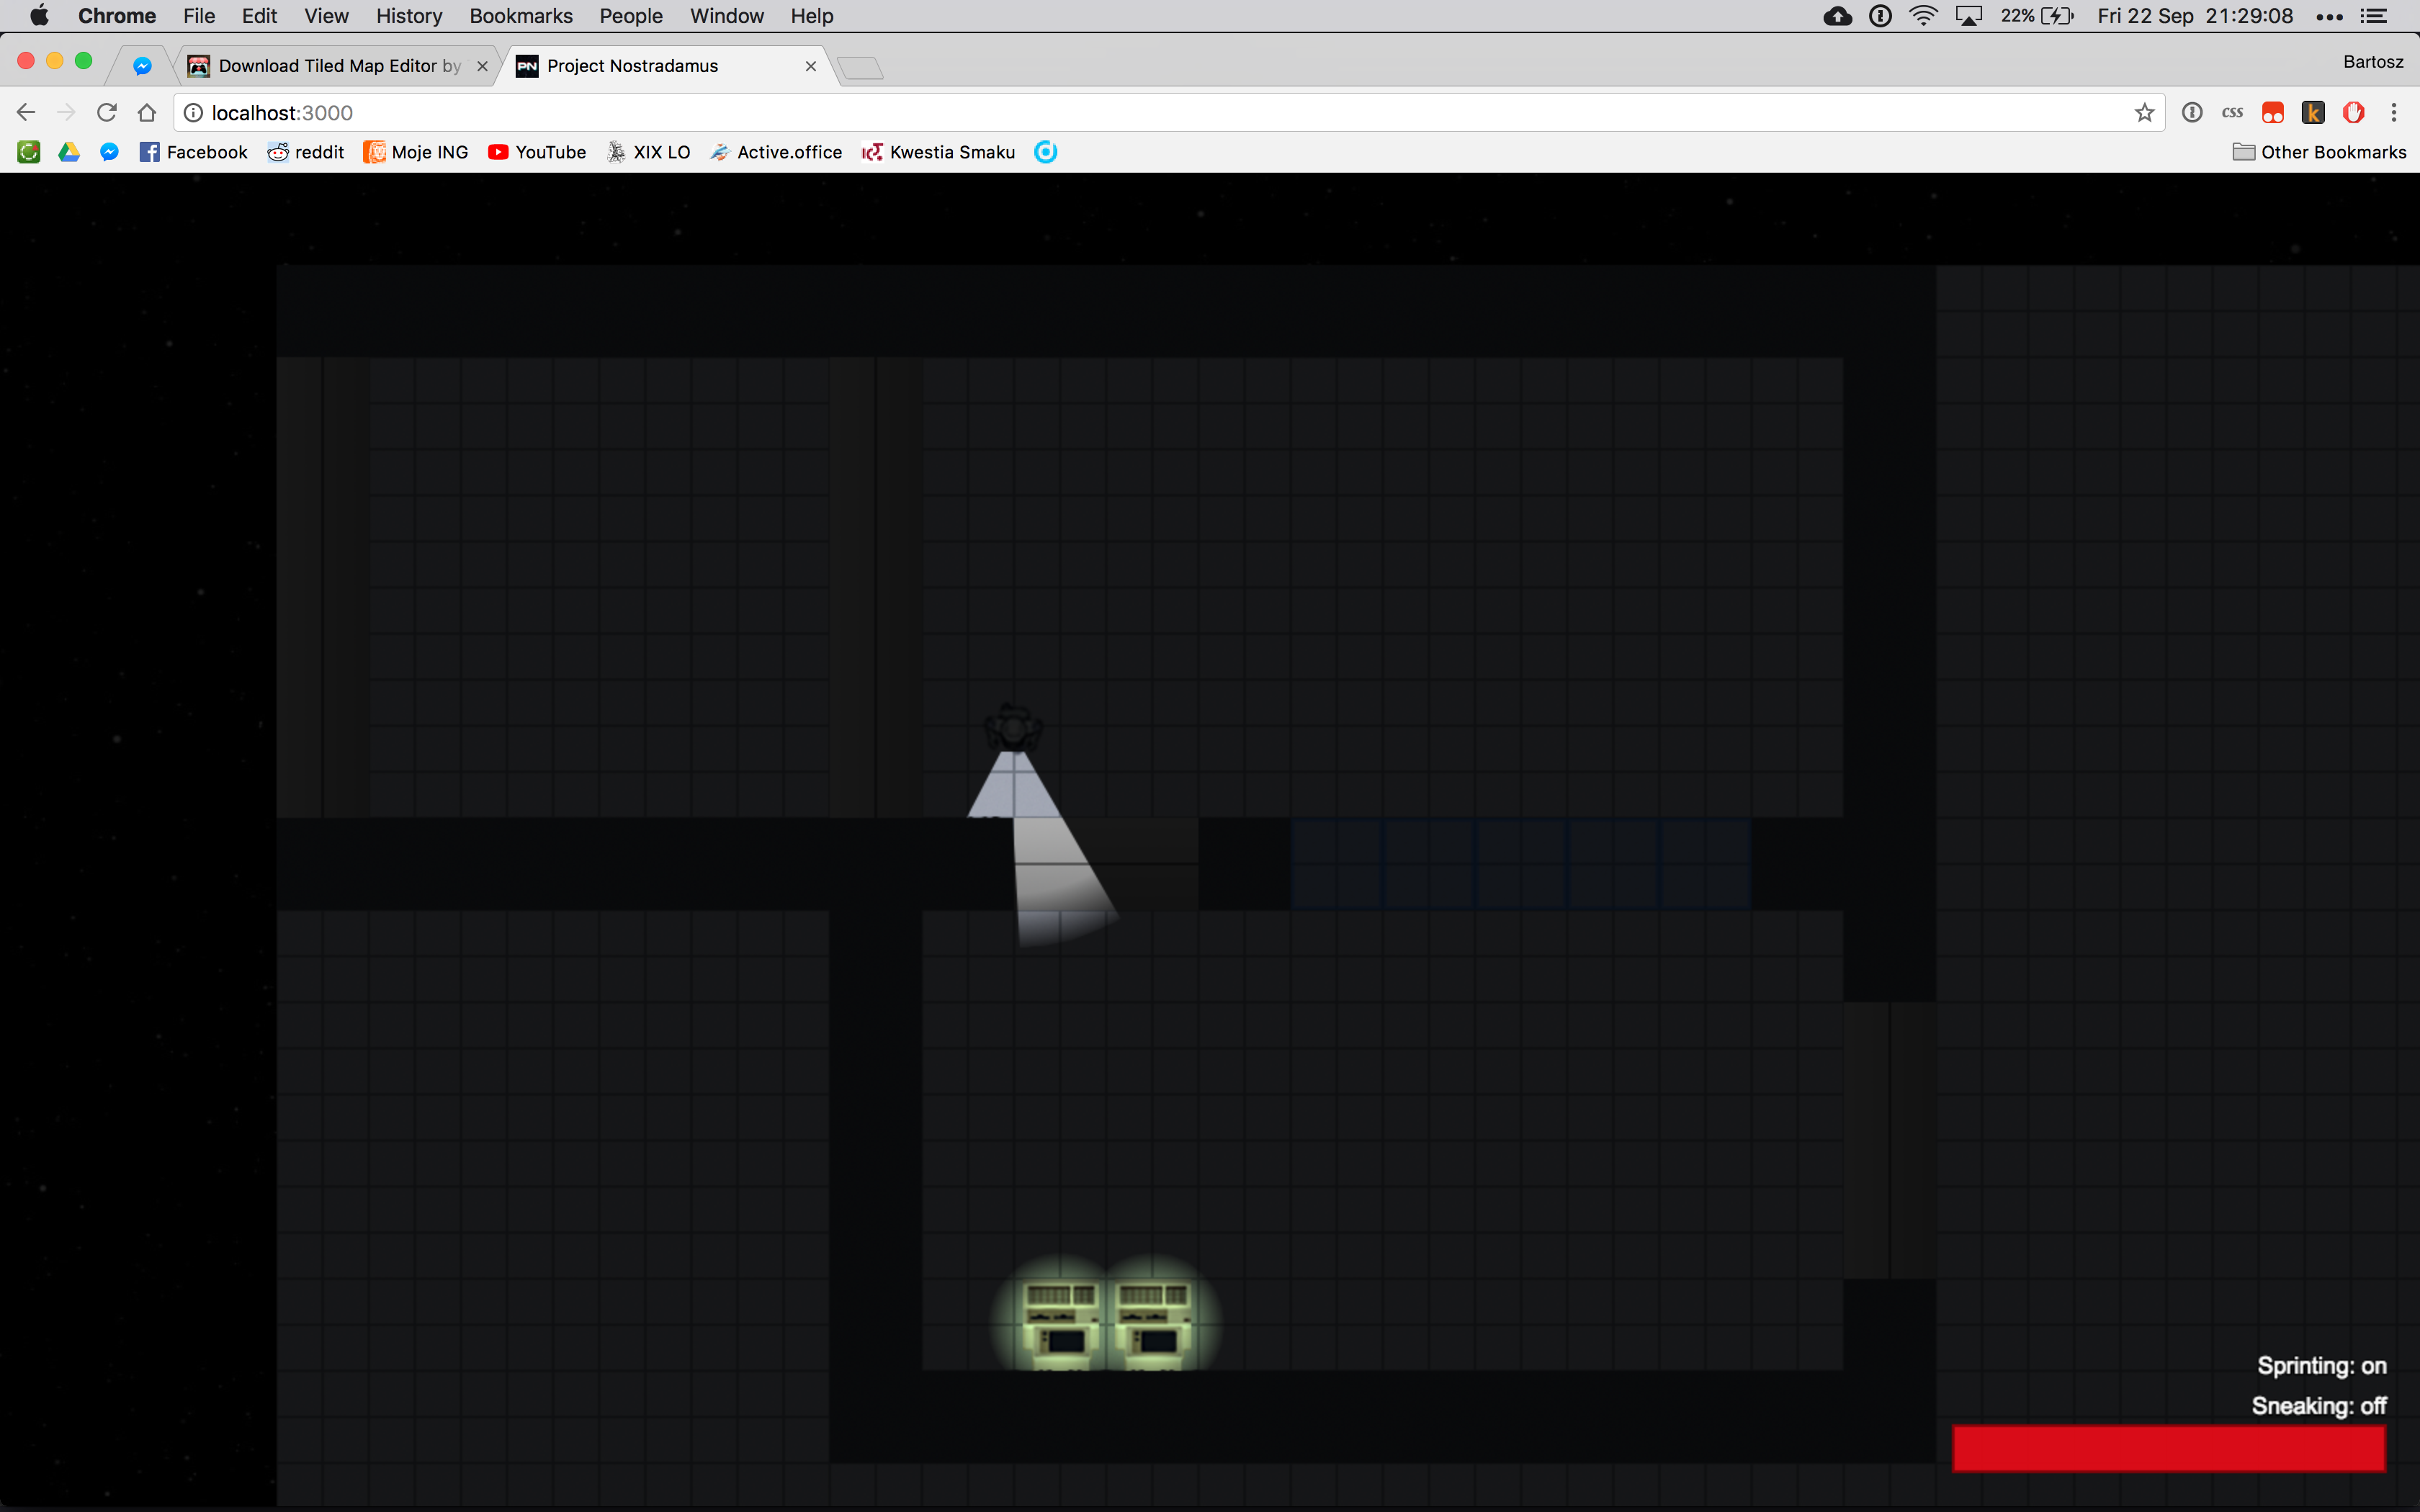 Chrome File Edit View History Bookmarks People Window Help 22% Fri 22 Sep 21:29:08
Download Tiled Map Editor by PN Project Nostradamus Bartosz
localhost:3000 css k
Facebook reddit Moje ING YouTube XIX LO Active.office Kwestia Smaku Other Bookmarks
Sprinting: on
Sneaking: off